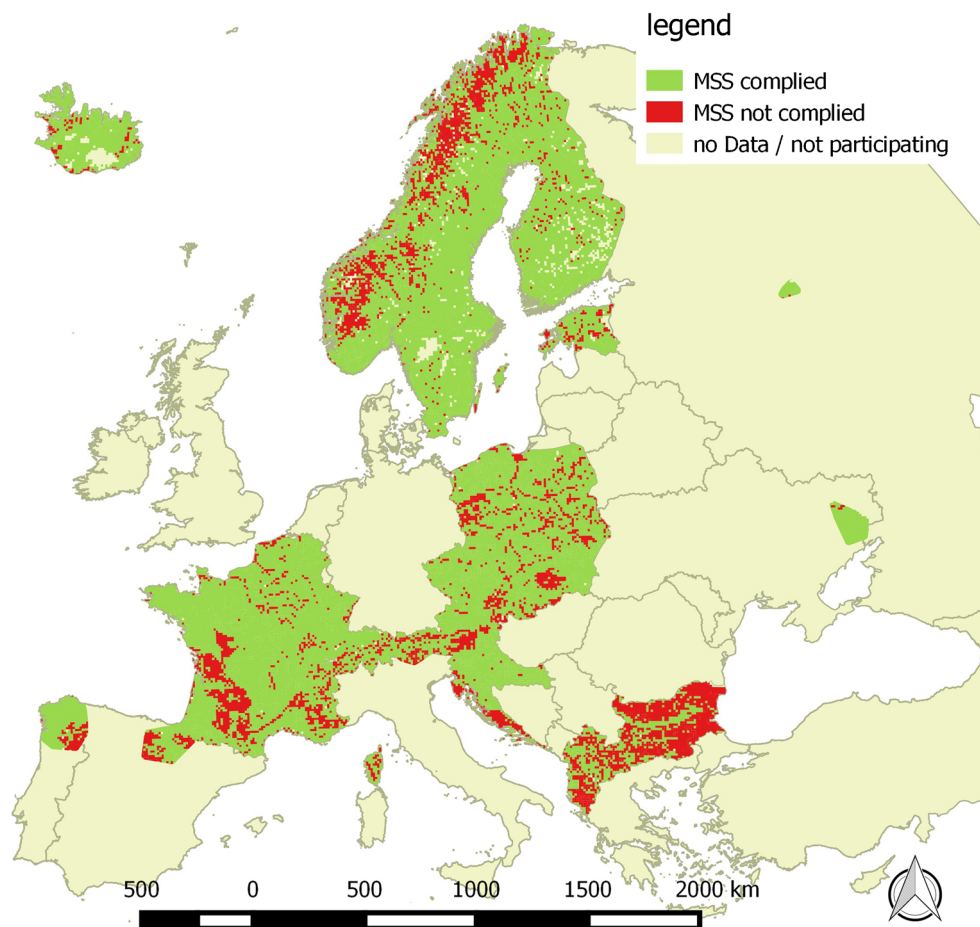 legend
MSS complied
MSS not complied
no Data / not participating
500 0 500 1000 1500 2000 km